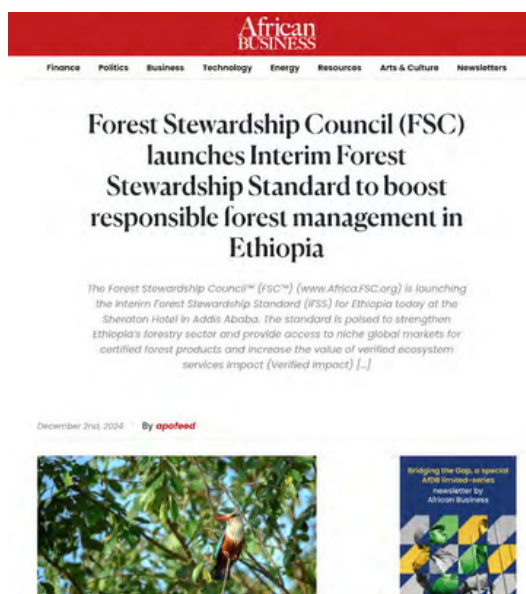 African
BUSINESS
Finance Politics Business Technology Energy Resources Arts & Culture Newsletters
Forest Stewardship Council (FSC)
launches Interim Forest
Stewardship Standard to boost
responsible forest management in
Ethiopia
The Forest Stewardship Council™ (FSC™) (www.Africa.FSC.org) is launching
the Interim Forest Stewardship Standard (IFSS) for Ethiopia today at the
Sheraton Hotel in Addis Ababa. The standard is poised to strengthen
Ethiopia's forestry sector and provide access to niche global markets for
certified forest products and increase the value of verified ecosystem
services impact (Verified Impact) [...]
December 2nd, 2024 By apofeed
Bridging the Gap, a special
AfDB limited-series
newsletter by
African Business